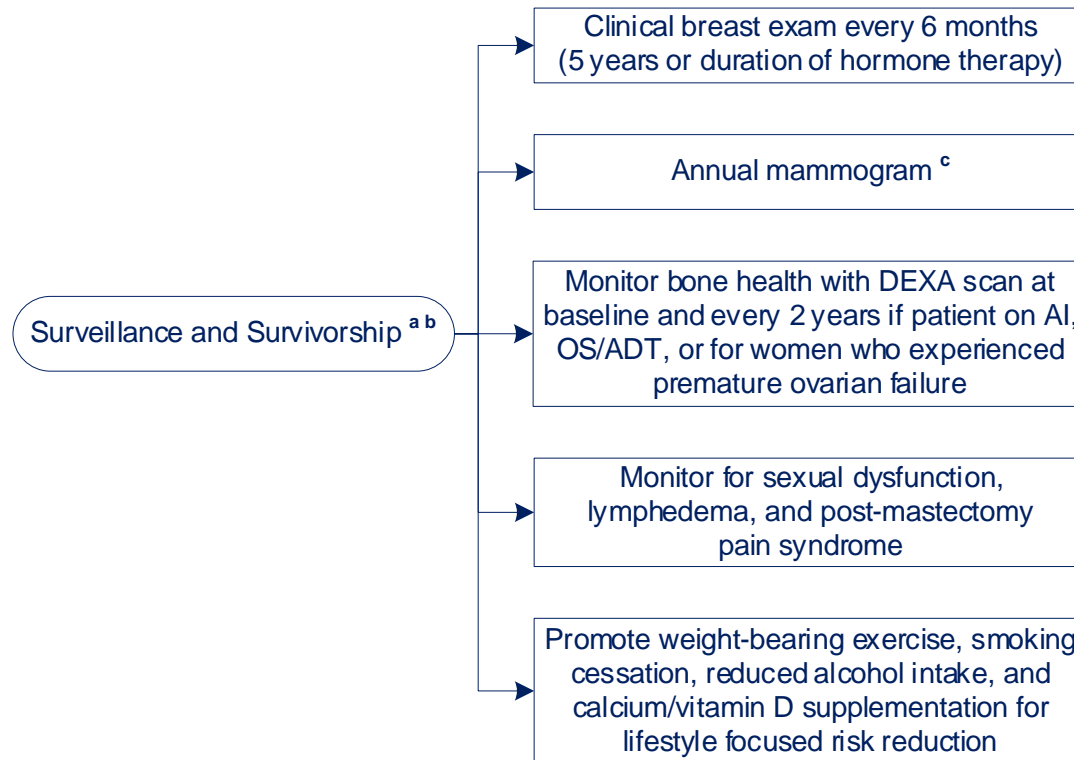 Clinical breast exam every 6 months
(5 years or duration of hormone therapy)
Annual mammogram c
Surveillance and Survivorship a b
Monitor bone health with DEXA scan at
baseline and every 2 years if patient on AI,
OS/ADT, or for women who experienced
premature ovarian failure
Monitor for sexual dysfunction,
lymphedema, and post-mastectomy
pain syndrome
Promote weight-bearing exercise, smoking
cessation, reduced alcohol intake, and
calcium/vitamin D supplementation for
lifestyle focused risk reduction